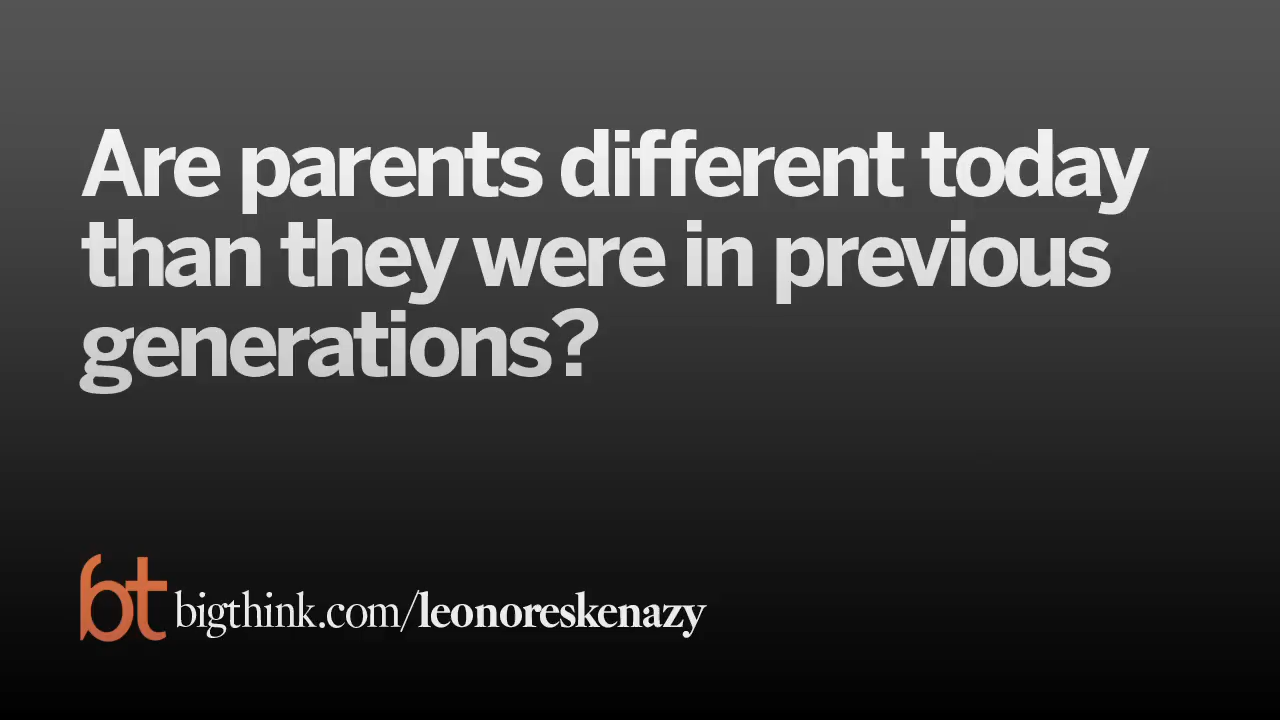 Are parents different today
than they were in previous
generations?
bt bigthink.com/leonoreskenazy